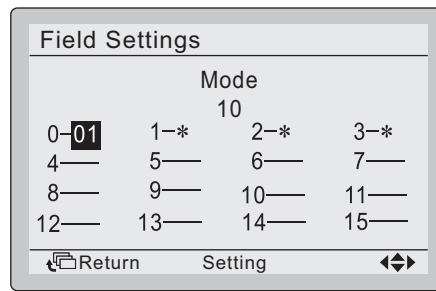 Field Settings
Mode
10
0-01 1-* 2-* 3-*
4— 5— 6— 7—
8— 9— 10— 11—
12— 13— 14— 15—
Return Setting